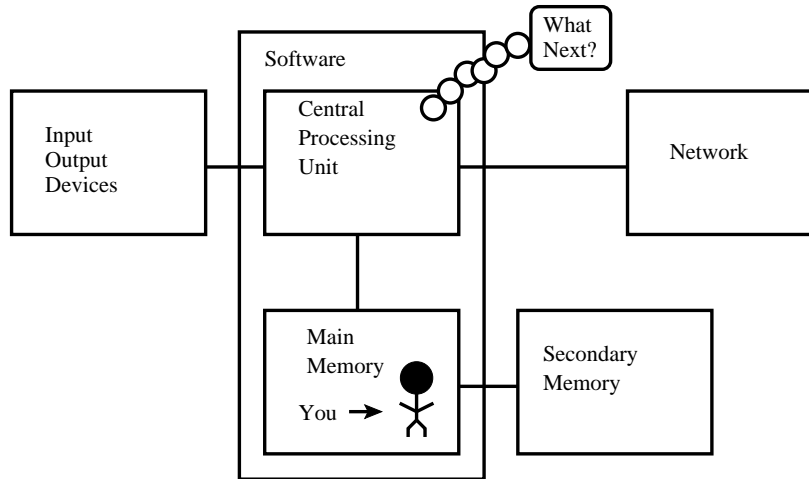 What
Next?
Software
Input
Output
Devices
Central
Processing
Unit
Network
Main
Memory
You
Secondary
Memory